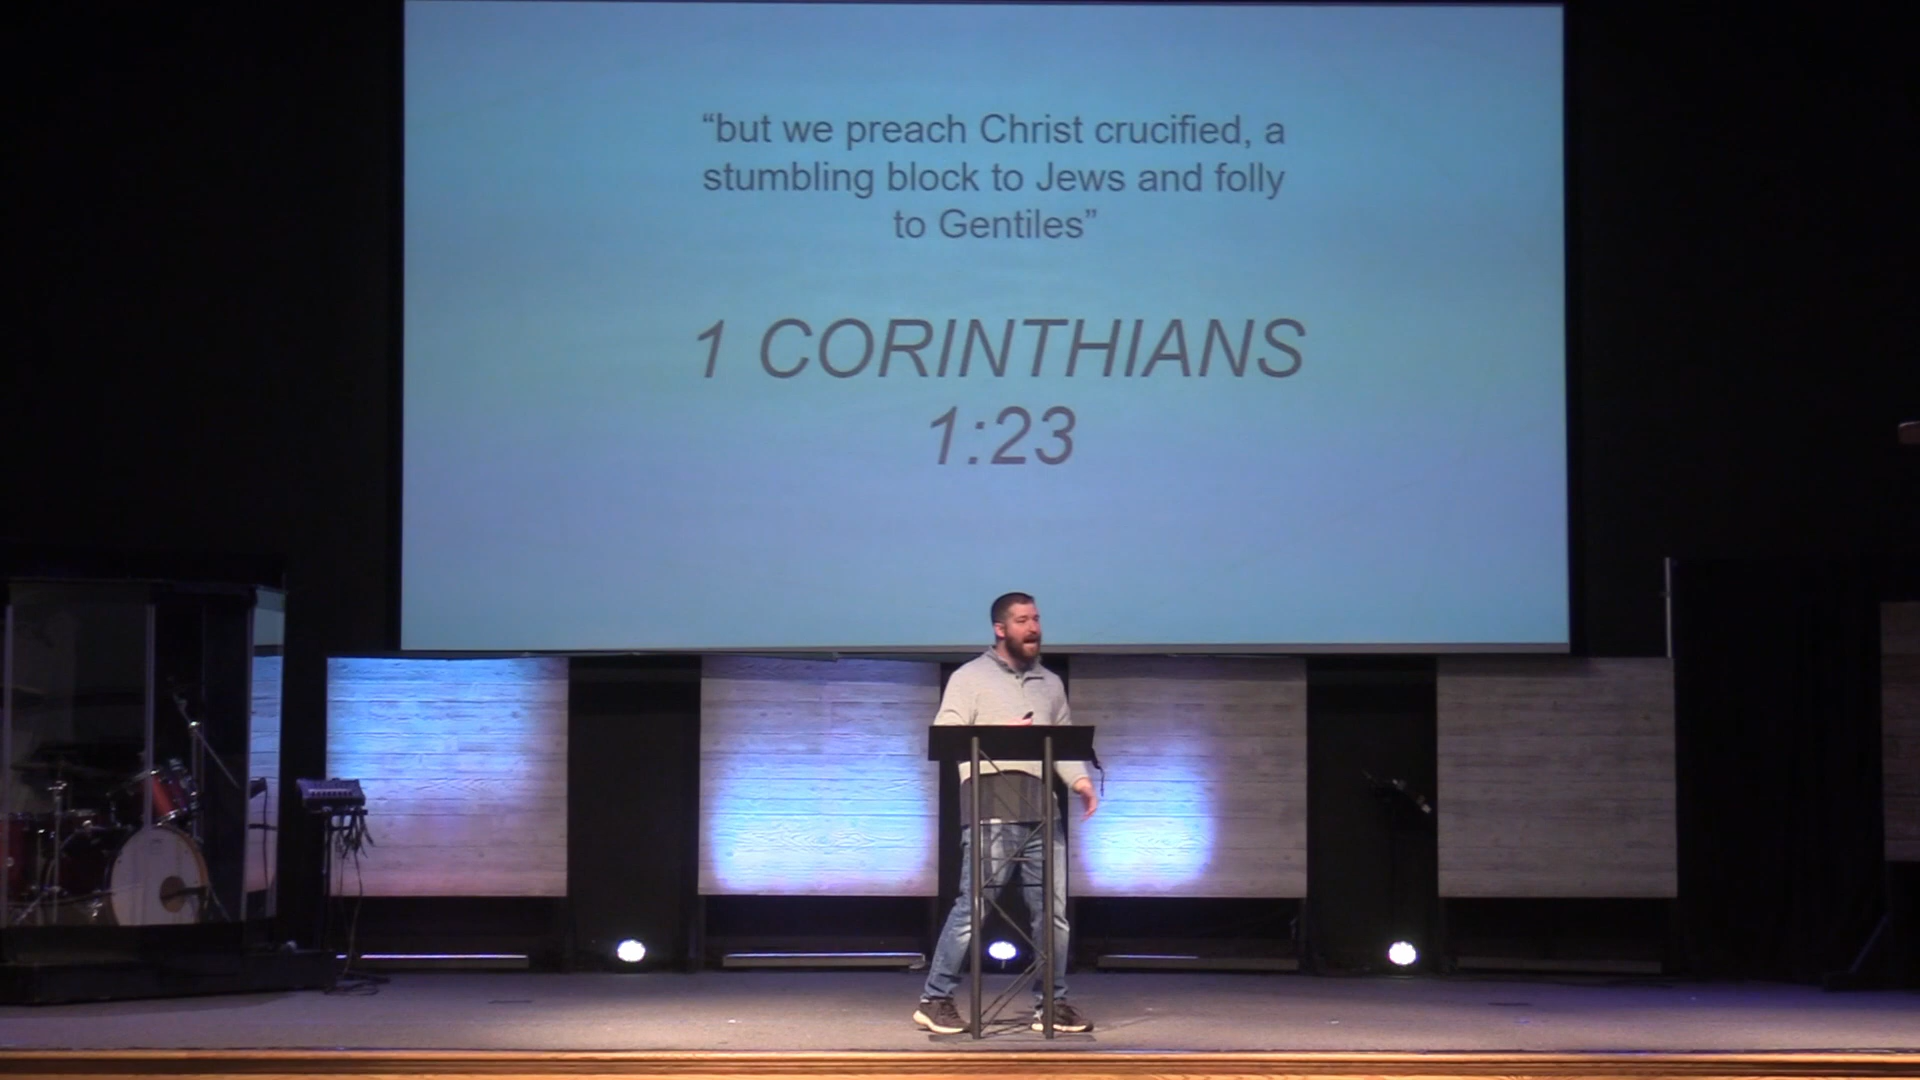 “but we preach Christ crucified, a
stumbling block to Jews and folly
to Gentiles”
1 CORINTHIANS
1:23